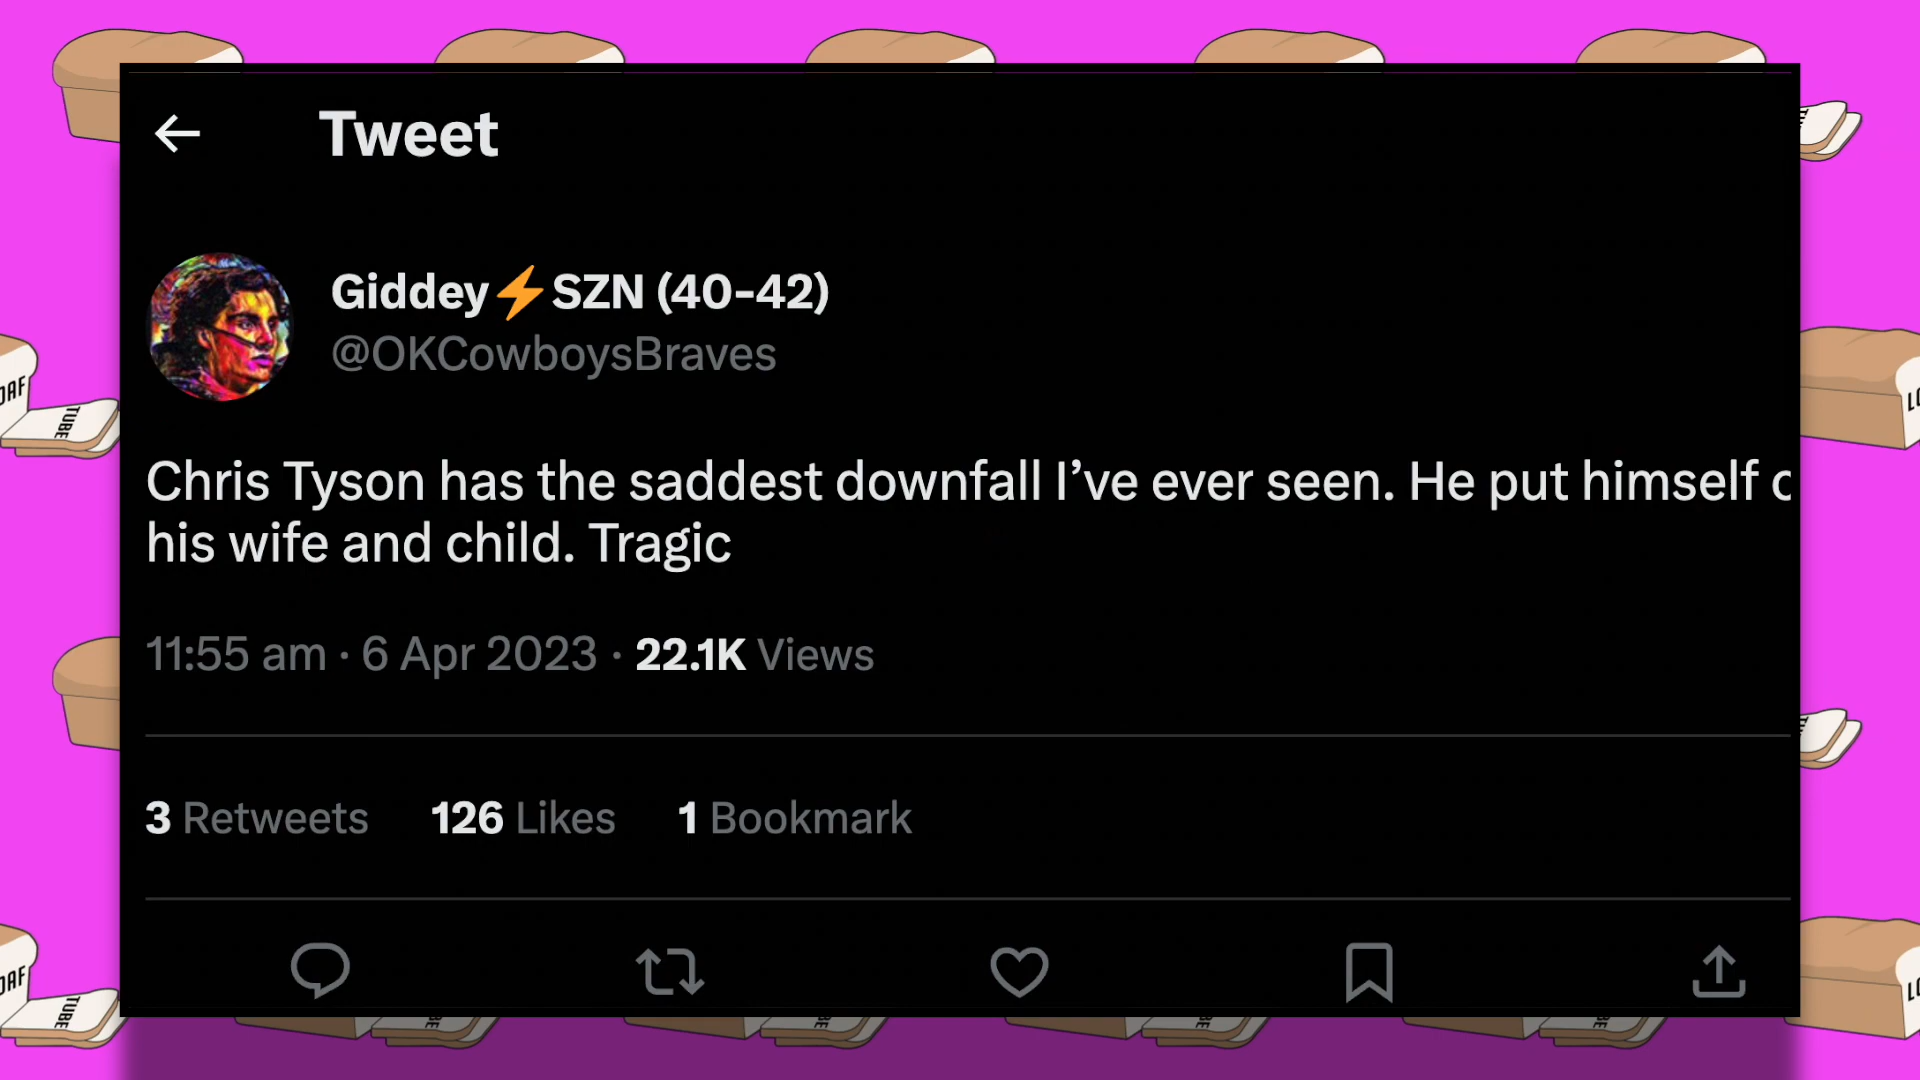 Tweet
Giddey⚡SZN (40-42)
@OKCowboysBraves
Chris Tyson has the saddest downfall I’ve ever seen. He put himself
his wife and child. Tragic
11:55 am · 6 Apr 2023 · 22.1K Views
3 Retweets 126 Likes 1 Bookmark
TUBE
TUBE